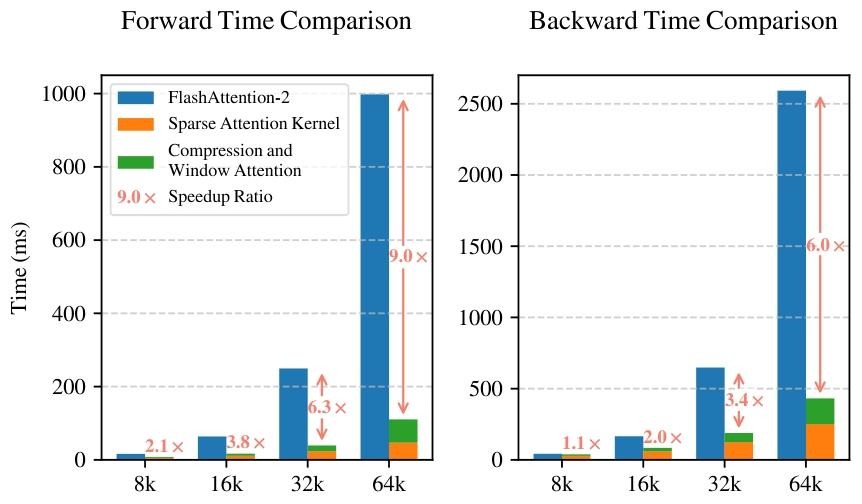 Forward Time Comparison
Backward Time Comparison
Time (ms)
1000
800
600
400
200
0
FlashAttention-2
Sparse Attention Kernel
Compression and
Window Attention
9.0× Speedup Ratio
2.1×
3.8×
6.3×
9.0×
8k 16k 32k 64k
2500
2000
1500
1000
500
0
1.1×
2.0×
3.4×
6.0×
8k 16k 32k 64k